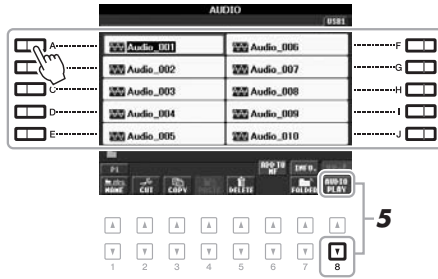 AUDIO
USB1
A Audio_001 Audio_006 F
Audio_002 Audio_007 G
C Audio_003 Audio_008 H
D Audio_004 Audio_009 I
E Audio_005 Audio_010 J
P1 ADD TO MF INFO.
NAME CUT COPY PASTE DELETE FOLDER AUDIO PLAY
5
1 2 3 4 5 6 7 8